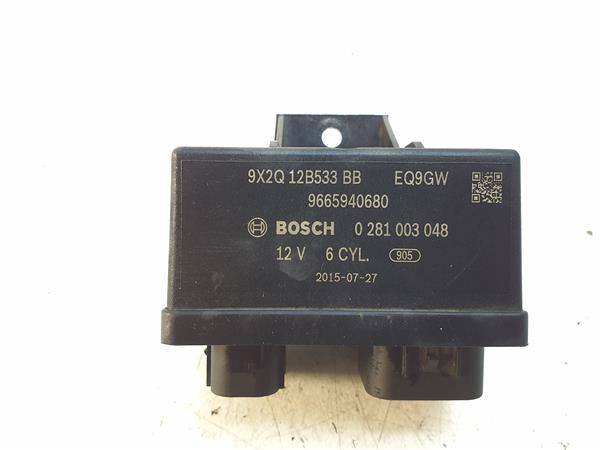 9X2Q 12B533 BB EQ9GW
9665940680
BOSCH 0 281 003 048
12 V 6 CYL. 905
2015-07-27